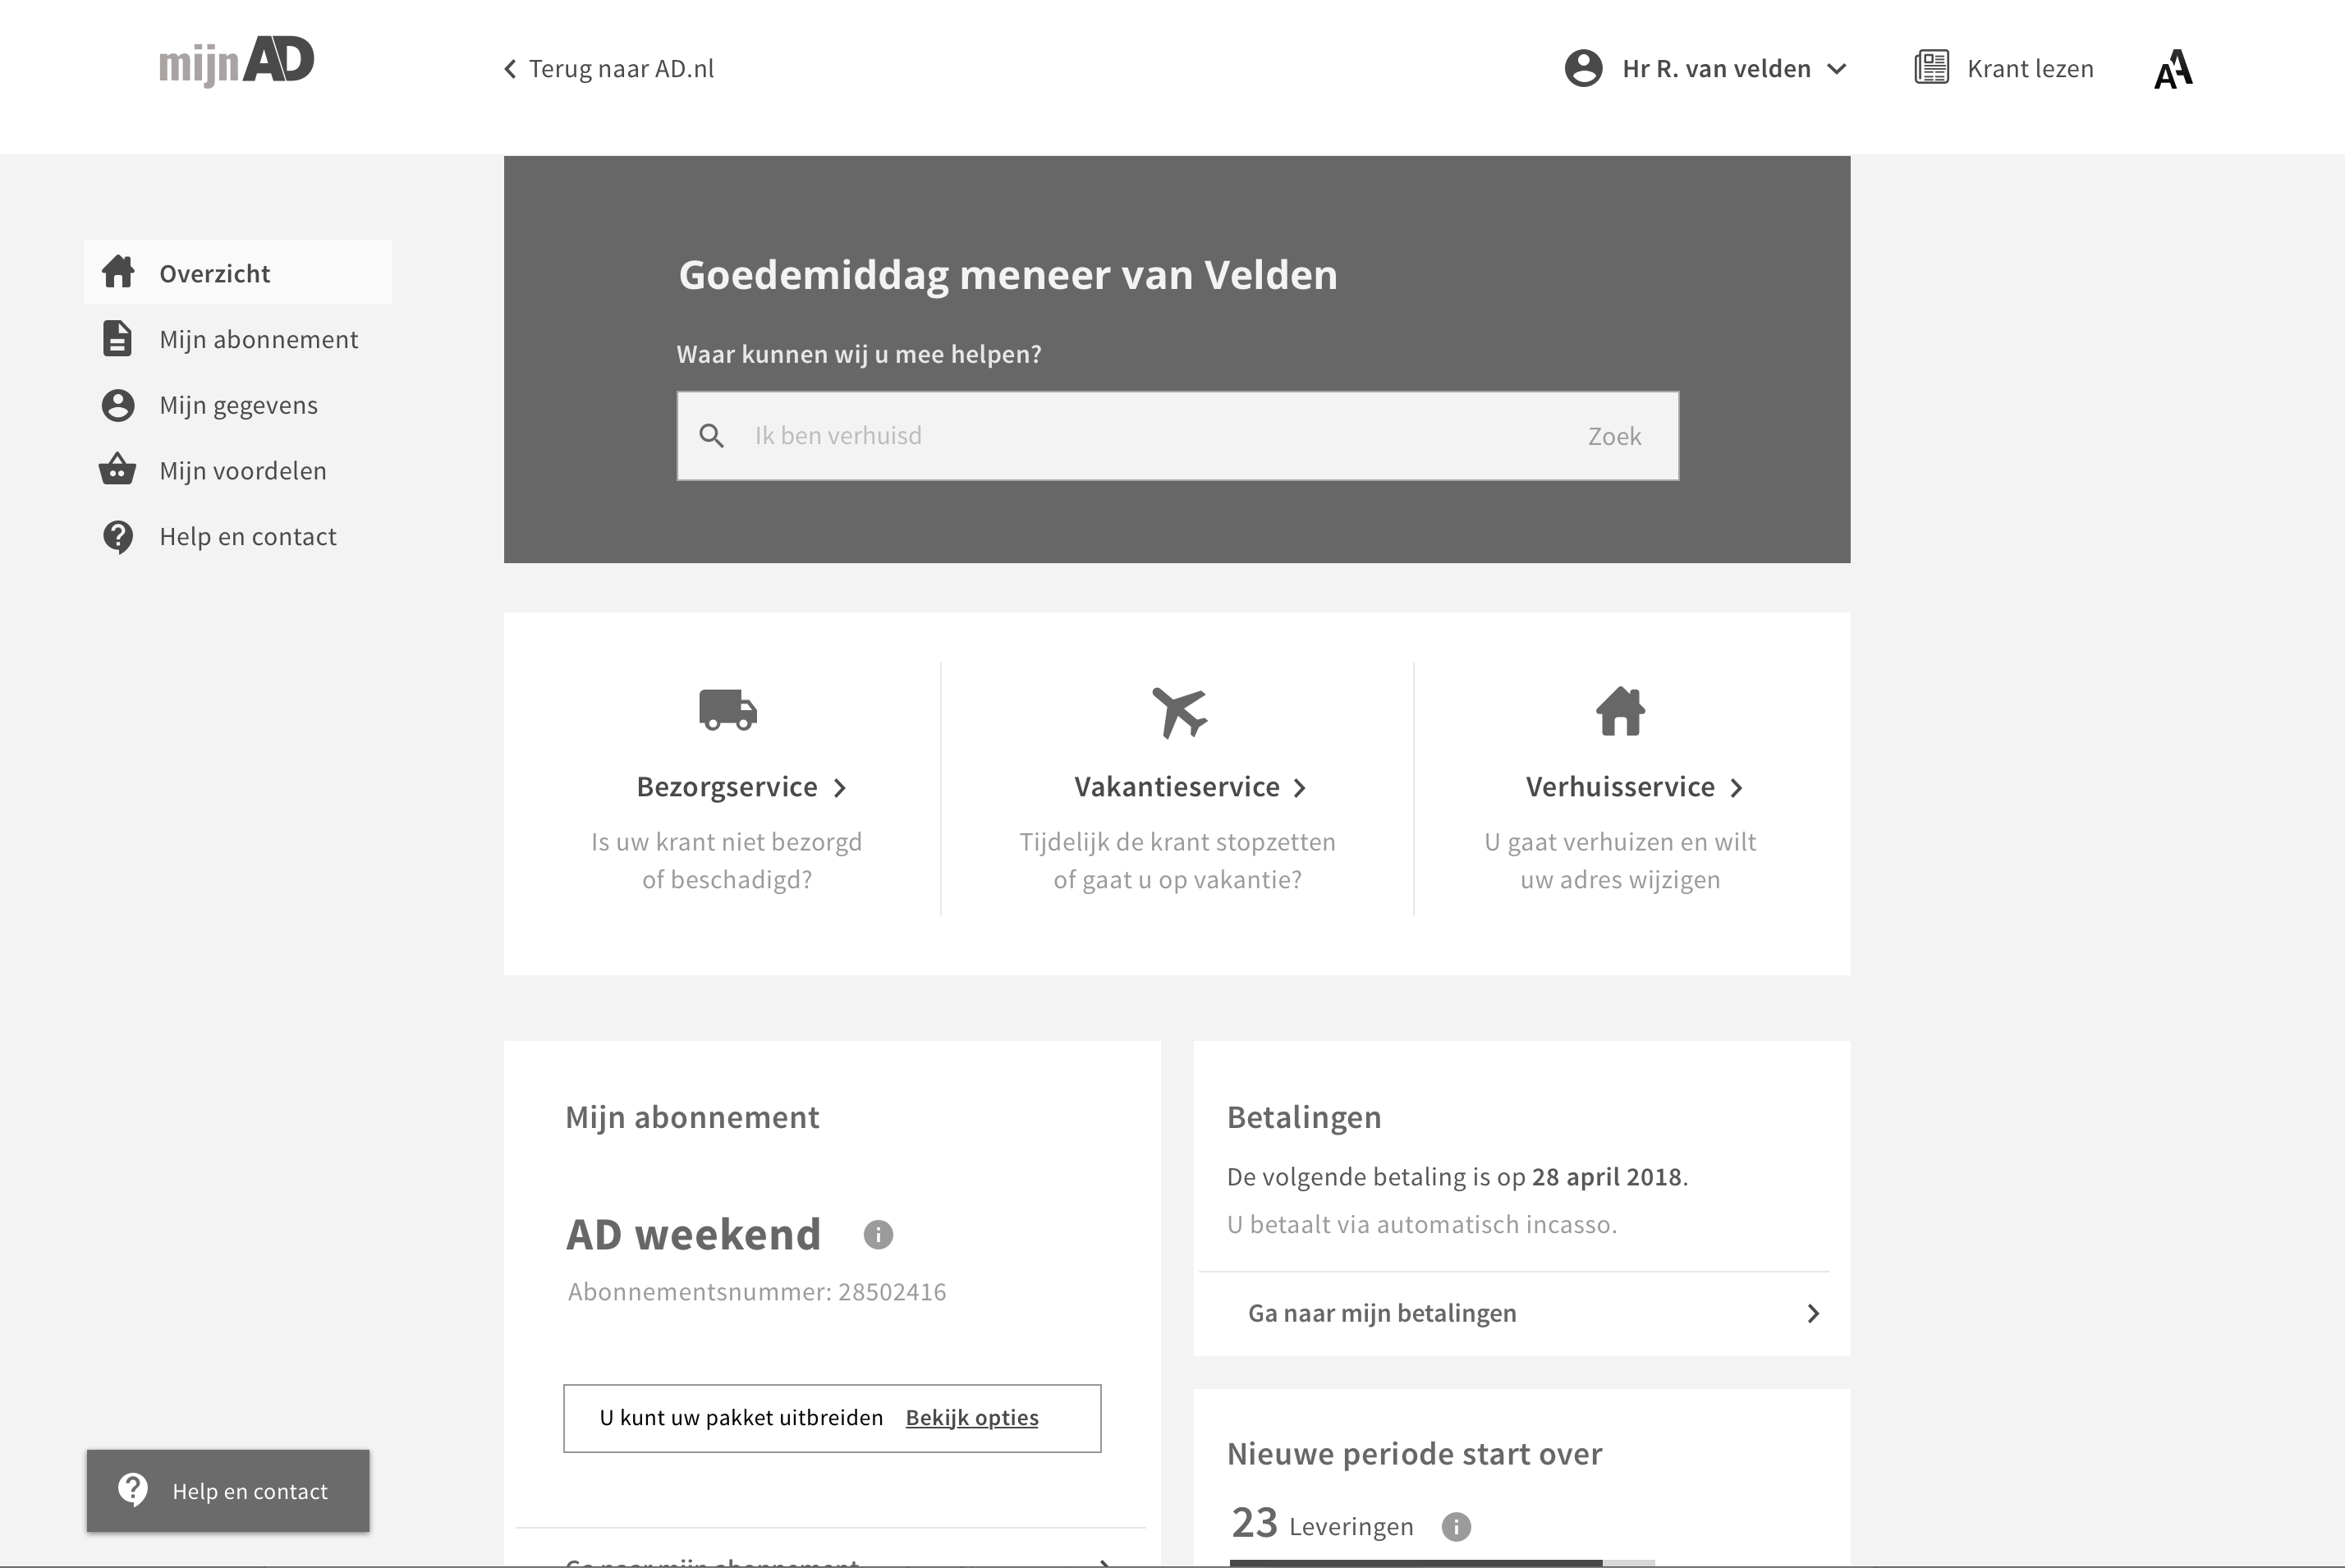 mijnAD
Terug naar AD.nl
Hr R. van velden
Krant lezen
AA
Overzicht
Mijn abonnement
Mijn gegevens
Mijn voordelen
Help en contact
Goedemiddag meneer van Velden
Waar kunnen wij u mee helpen?
Ik ben verhuisd
Zoek
Bezorgservice
Is uw krant niet bezorgd
of beschadigd?
Vakantieservice
Tijdelijk de krant stopzetten
of gaat u op vakantie?
Verhuisservice
U gaat verhuizen en wilt
uw adres wijzigen
Mijn abonnement
AD weekend
Abonnementsnummer: 28502416
U kunt uw pakket uitbreiden Bekijk opties
Ga naar mijn abonnement
Betalingen
De volgende betaling is op 28 april 2018.
U betaalt via automatisch incasso.
Ga naar mijn betalingen
Nieuwe periode start over
23 Leveringen
Help en contact